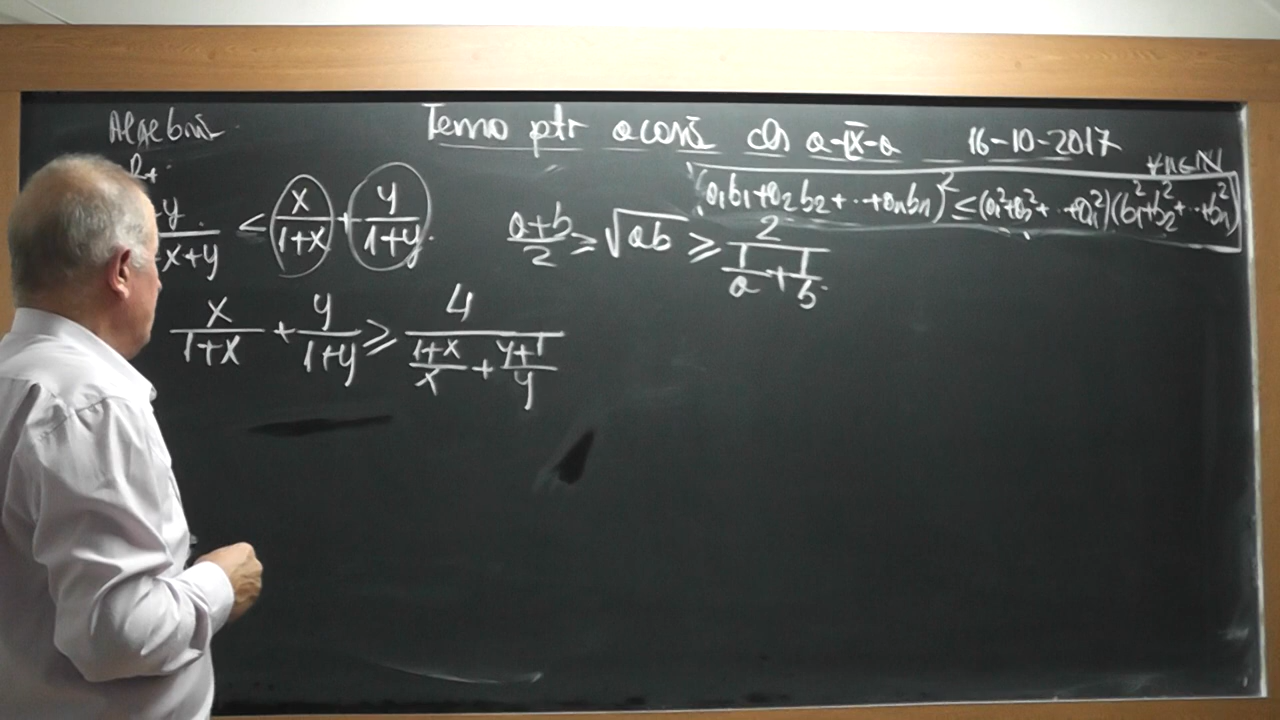 Algebră Temă ptr acasă cls a-IX-a 16-10-2017
R+. ∀n∈N
(a₁b₁+a₂b₂+..+aₙbₙ)² ≤ (a₁²+a₂²+..+aₙ²)(b₁²+b₂²+..+bₙ²)
y/x+y ≤ x/(1+x) + y/(1+y). (a+b)/2 ≥ √ab ≥ 2/(1/a + 1/b).
x/(1+x) + y/(1+y) ≥ 4/((1+x)/x + (y+1)/y)